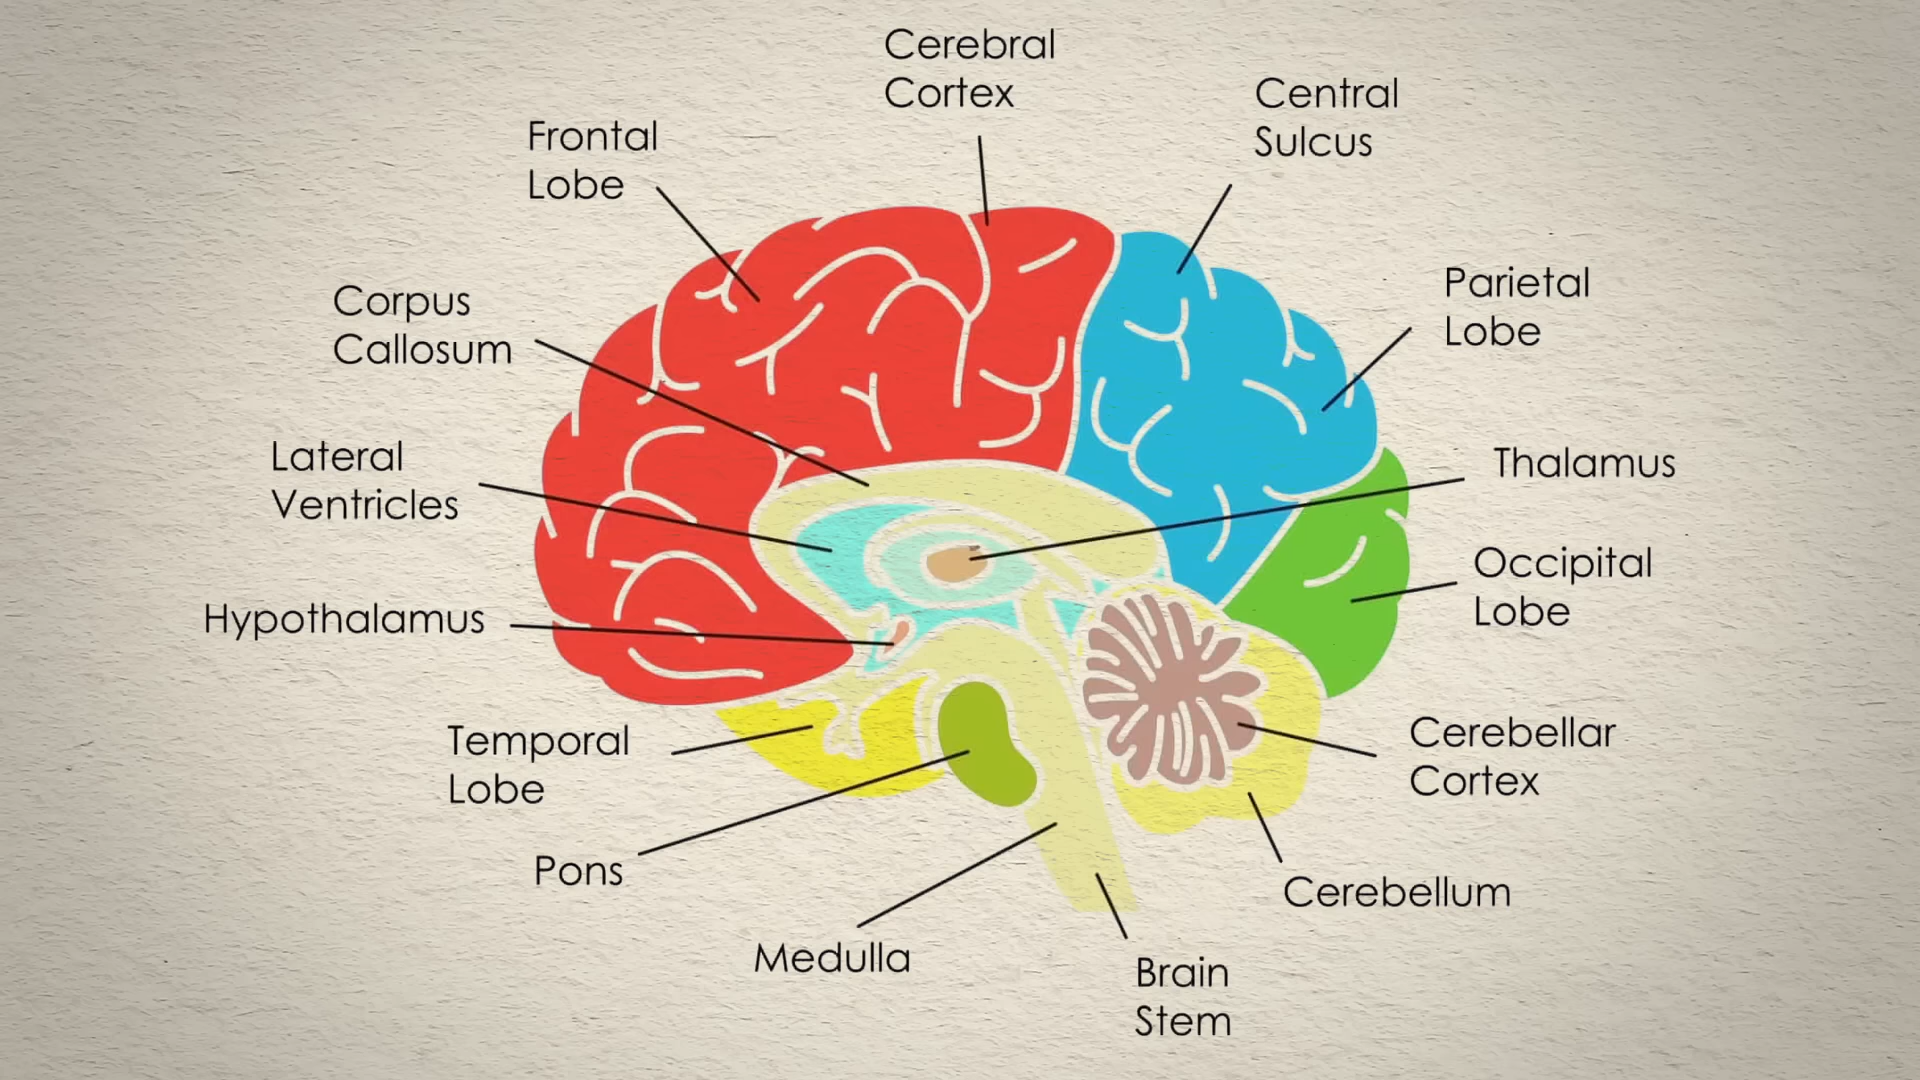 Cerebral
Cortex
Central
Sulcus
Frontal
Lobe
Parietal
Lobe
Corpus
Callosum
Lateral
Ventricles
Thalamus
Occipital
Lobe
Hypothalamus
Temporal
Lobe
Cerebellar
Cortex
Pons
Cerebellum
Medulla
Brain
Stem